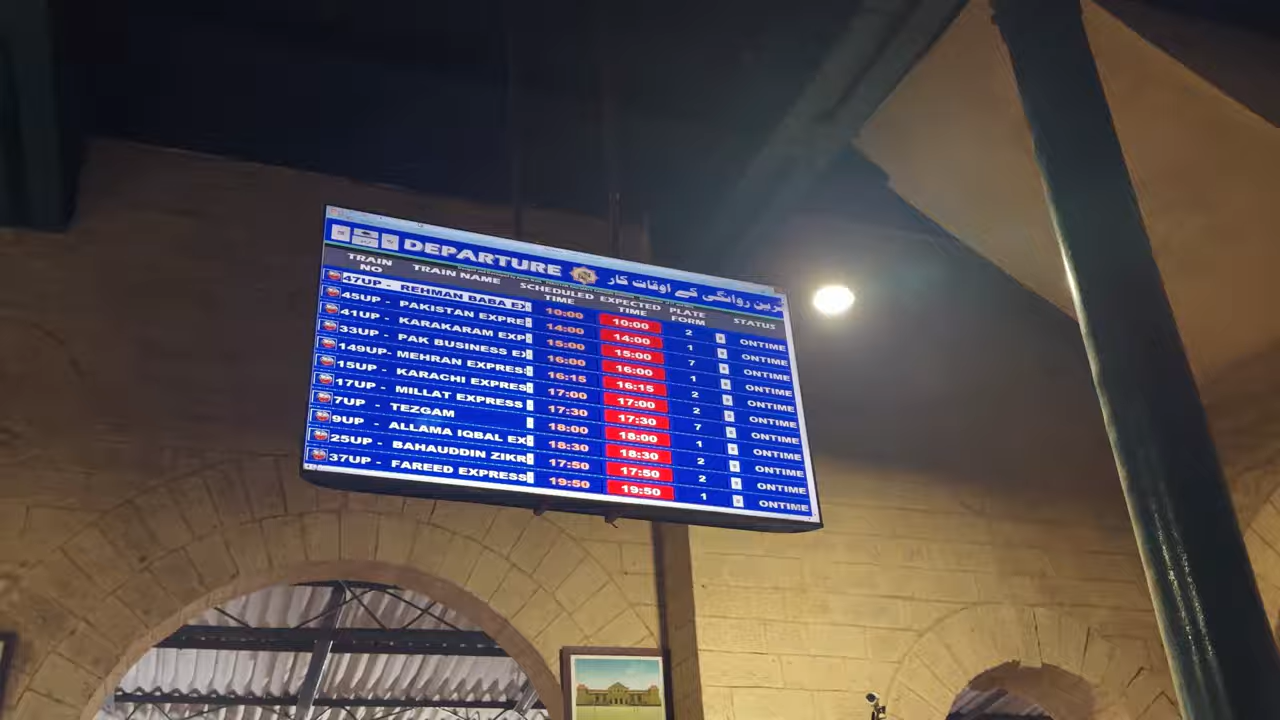 DEPARTURE ٹرین روانگی کے اوقات کار
TRAIN NO TRAIN NAME SCHEDULED TIME EXPECTED TIME PLATE FORM STATUS
47UP - REHMAN BABA EX 10:00 10:00 2 ONTIME
45UP - PAKISTAN EXPRE 14:00 14:00 1 ONTIME
41UP - KARAKARAM EXP 15:00 15:00 7 ONTIME
33UP - PAK BUSINESS EX 16:00 16:00 1 ONTIME
149UP- MEHRAN EXPRESS 16:15 16:15 2 ONTIME
15UP - KARACHI EXPRES 17:00 17:00 2 ONTIME
17UP - MILLAT EXPRESS 17:30 17:30 7 ONTIME
7UP - TEZGAM 18:00 18:00 1 ONTIME
9UP - ALLAMA IQBAL EX 18:30 18:30 2 ONTIME
25UP - BAHAUDDIN ZIKR 17:50 17:50 2 ONTIME
37UP - FAREED EXPRESS 19:50 19:50 1 ONTIME